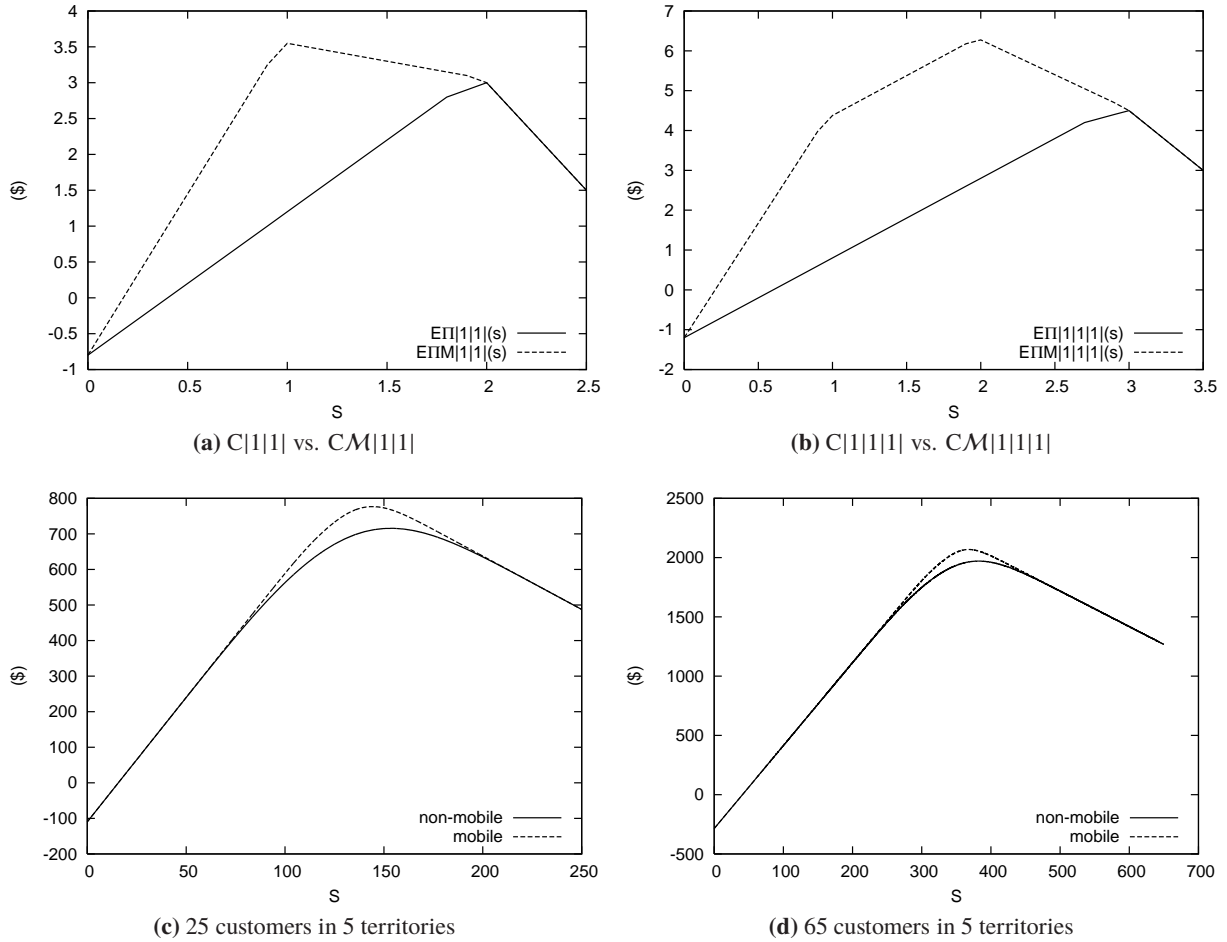 4
3.5
3
2.5
2
1.5
1
0.5
0
-0.5
-1
($)
0 0.5 1 1.5 2 2.5
S
EΠ|1|1|(s)
EΠM|1|1|(s)
(a) C|1|1| vs. Cℳ|1|1|
7
6
5
4
3
2
1
0
-1
-2
($)
0 0.5 1 1.5 2 2.5 3 3.5
S
EΠ|1|1|1|(s)
EΠM|1|1|1|(s)
(b) C|1|1|1| vs. Cℳ|1|1|1|
800
700
600
500
400
300
200
100
0
-100
-200
($)
0 50 100 150 200 250
S
non-mobile
mobile
(c) 25 customers in 5 territories
2500
2000
1500
1000
500
0
-500
($)
0 100 200 300 400 500 600 700
S
non-mobile
mobile
(d) 65 customers in 5 territories